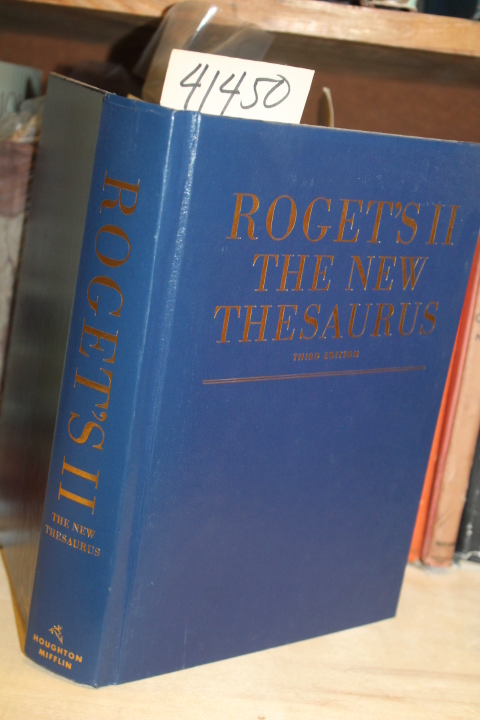 41450
ROGET'S II
THE NEW
THESAURUS
THIRD EDITION
ROGET'S II
THE NEW
THESAURUS
HOUGHTON
MIFFLIN